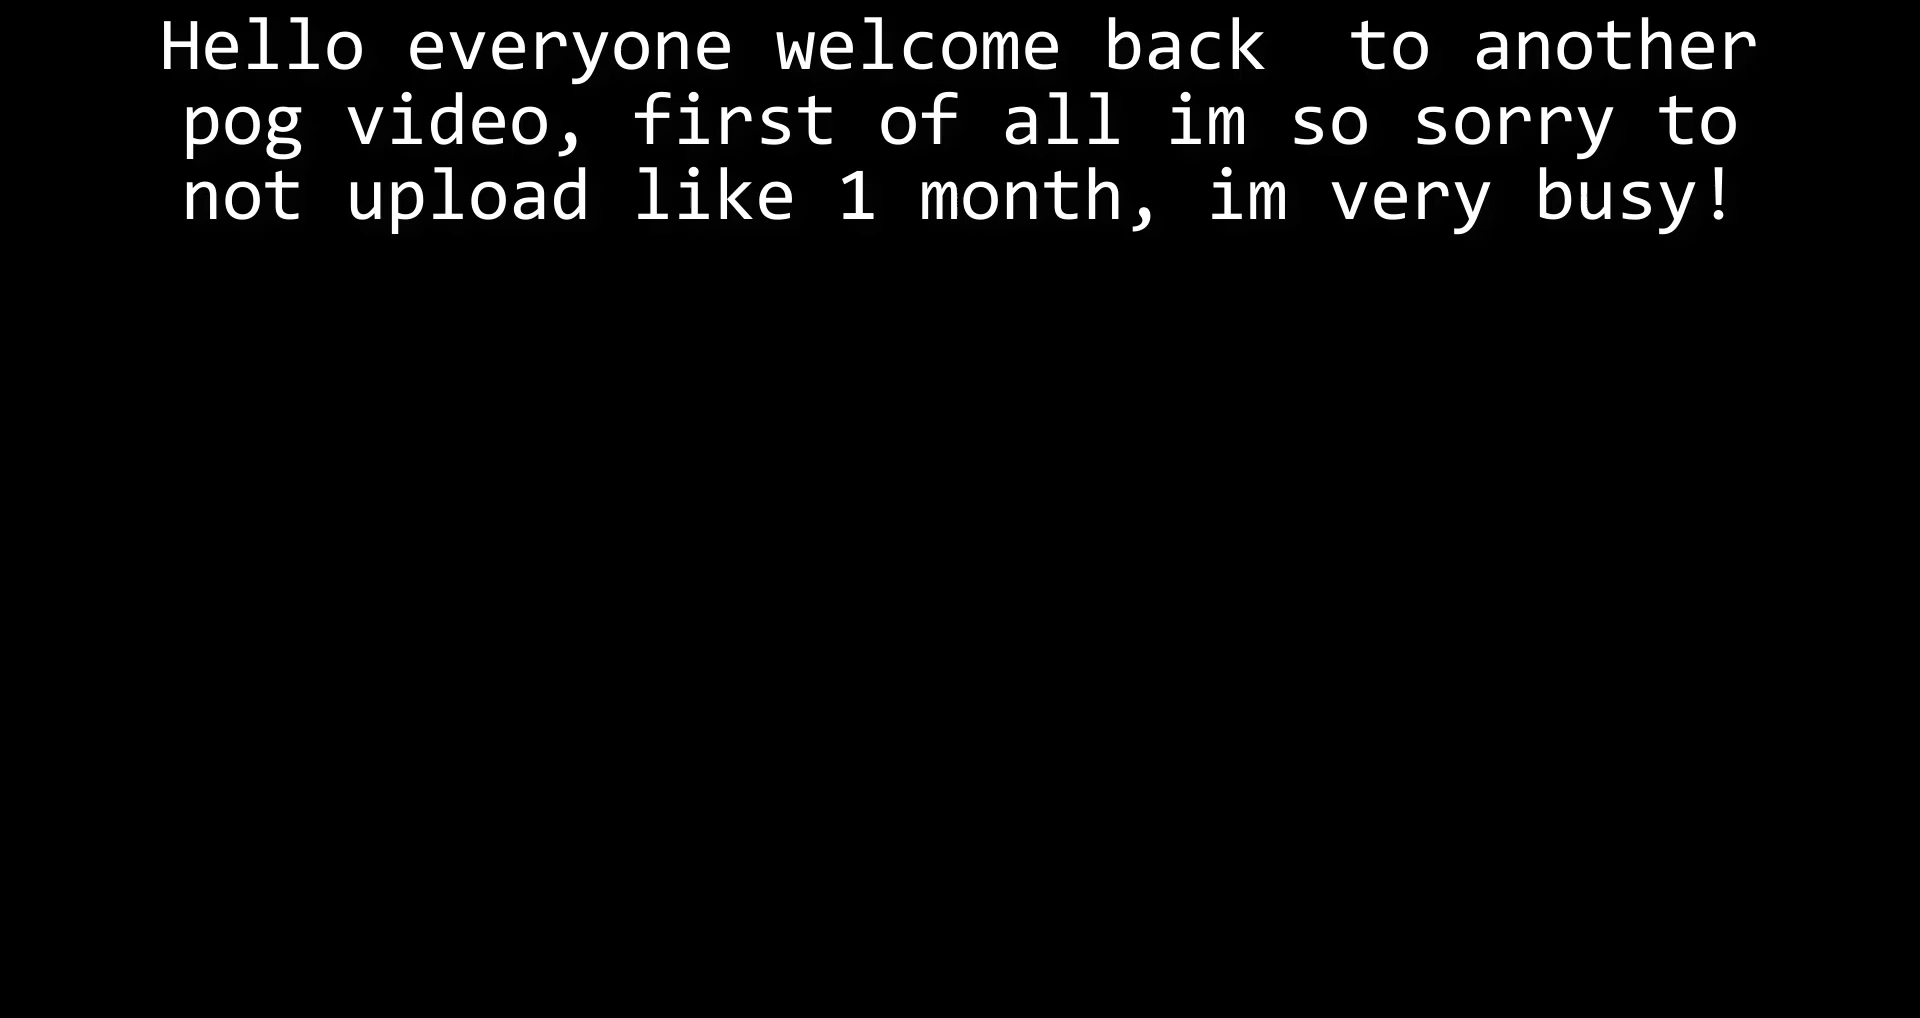 Hello everyone welcome back  to another
pog video, first of all im so sorry to
not upload like 1 month, im very busy!